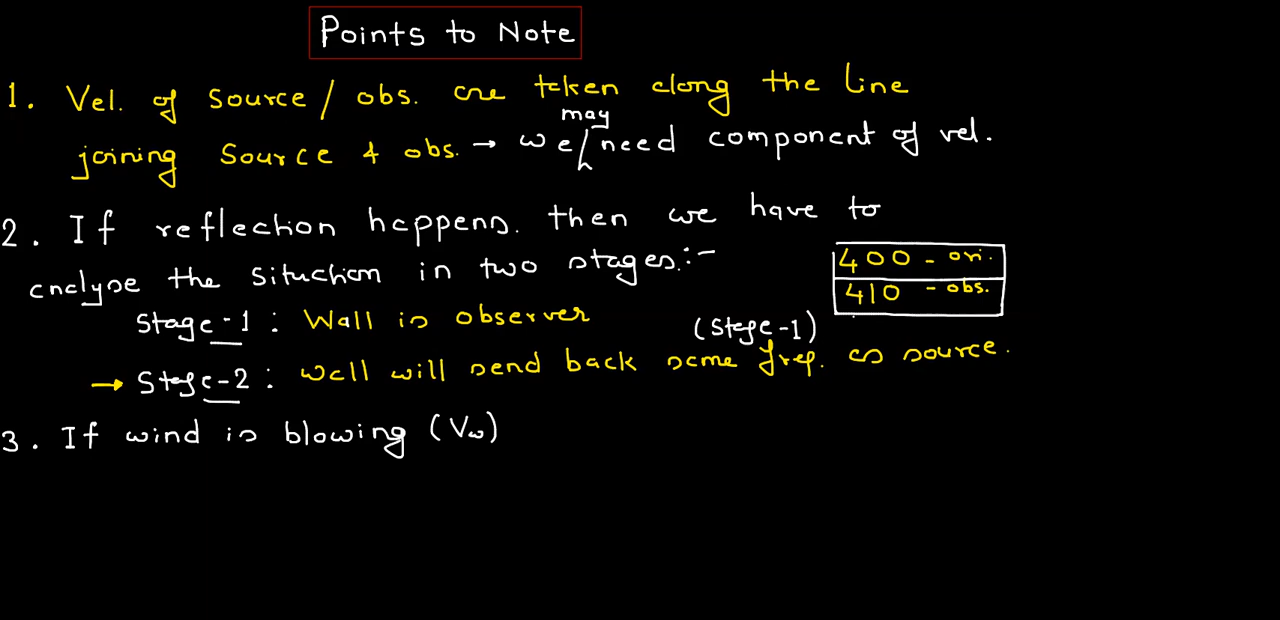 Points to Note
1. Vel. of source / obs. are taken along the line
joining source & obs. → we may need component of vel.
2. If reflection happens. then we have to
analyse the situation in two stages:-
400 - ori.
410 - obs.
Stage-1 : Wall is observer
(Stage-1)
→ Stage-2 : Wall will send back same freq. as source.
3. If wind is blowing (Vw)